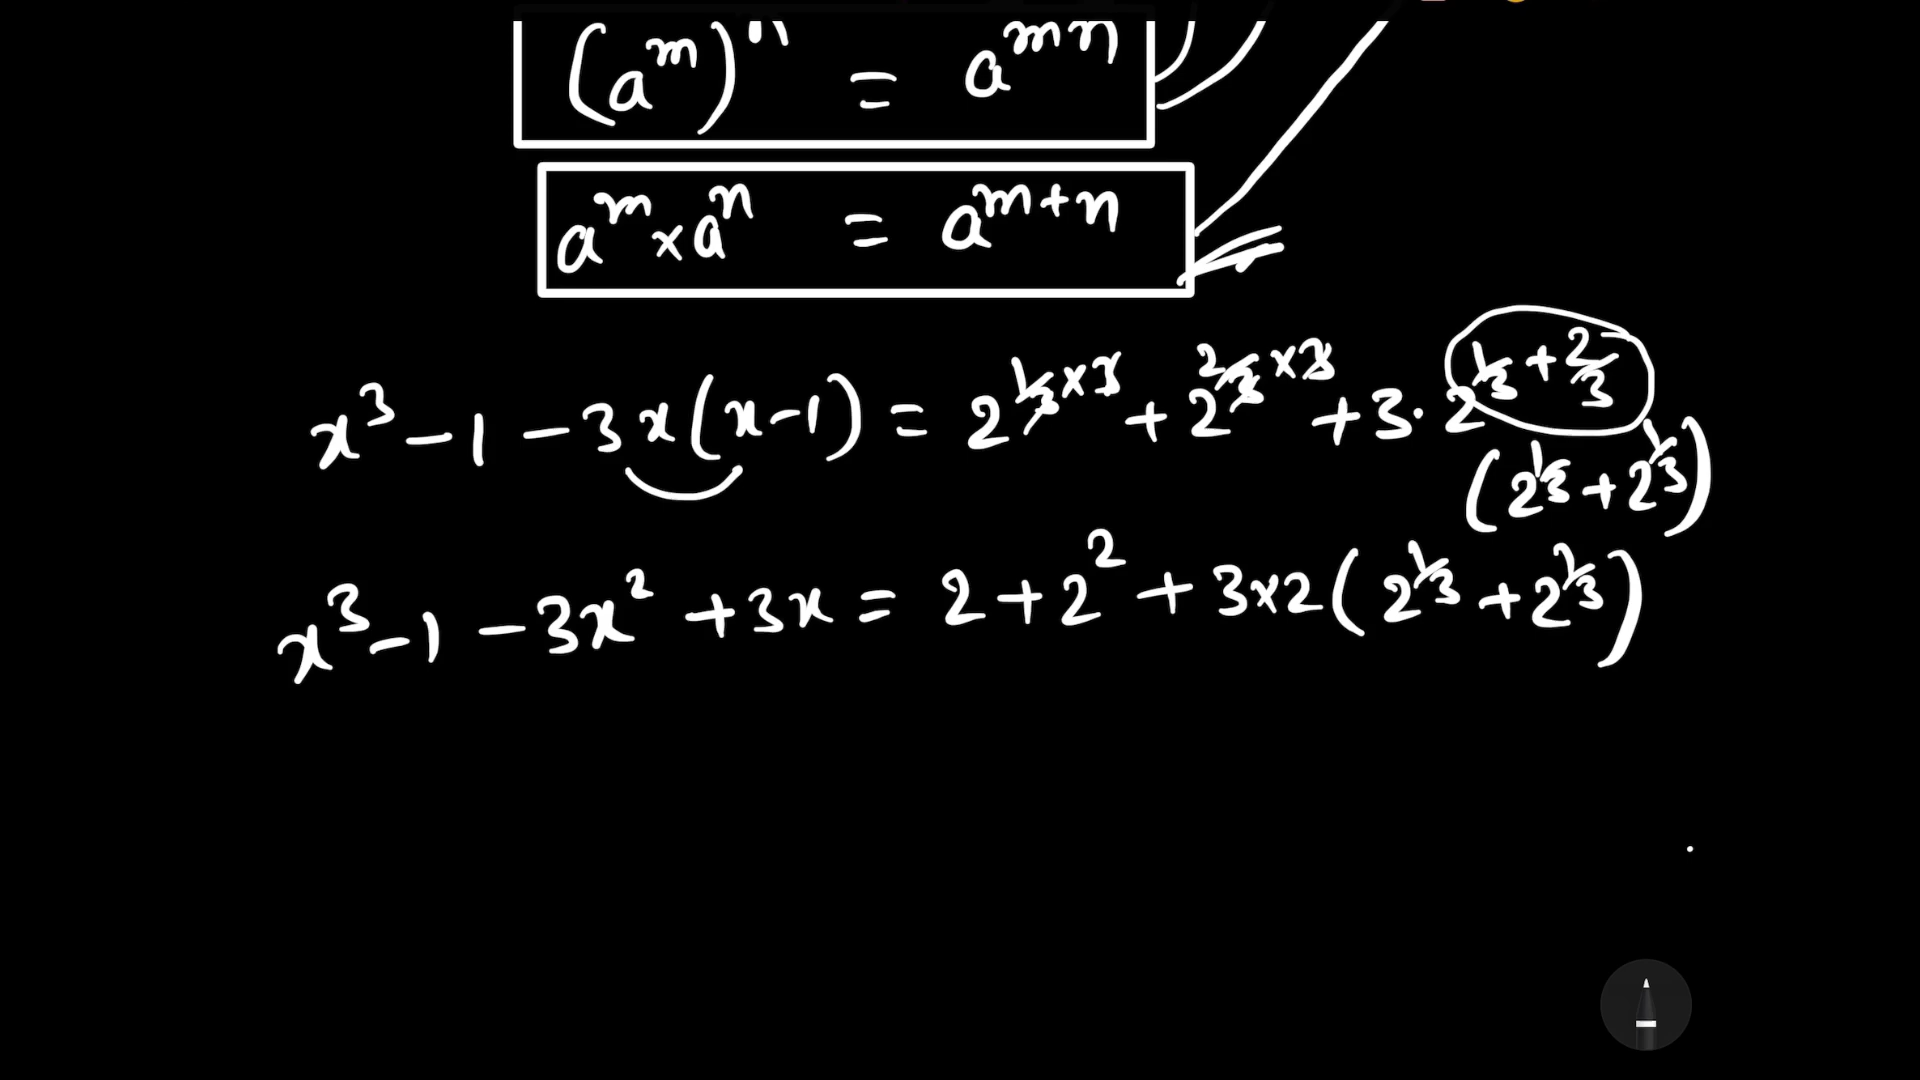 (a^m)^n = a^{mn}
a^m × a^n = a^{m+n}
x^3 - 1 - 3x(x-1) = 2^{1/3×3} + 2^{2/3×3} + 3·2^{1/3+2/3}
(2^{1/3} + 2^{1/3})
x^3 - 1 - 3x^2 + 3x = 2 + 2^2 + 3×2(2^{1/3} + 2^{1/3})